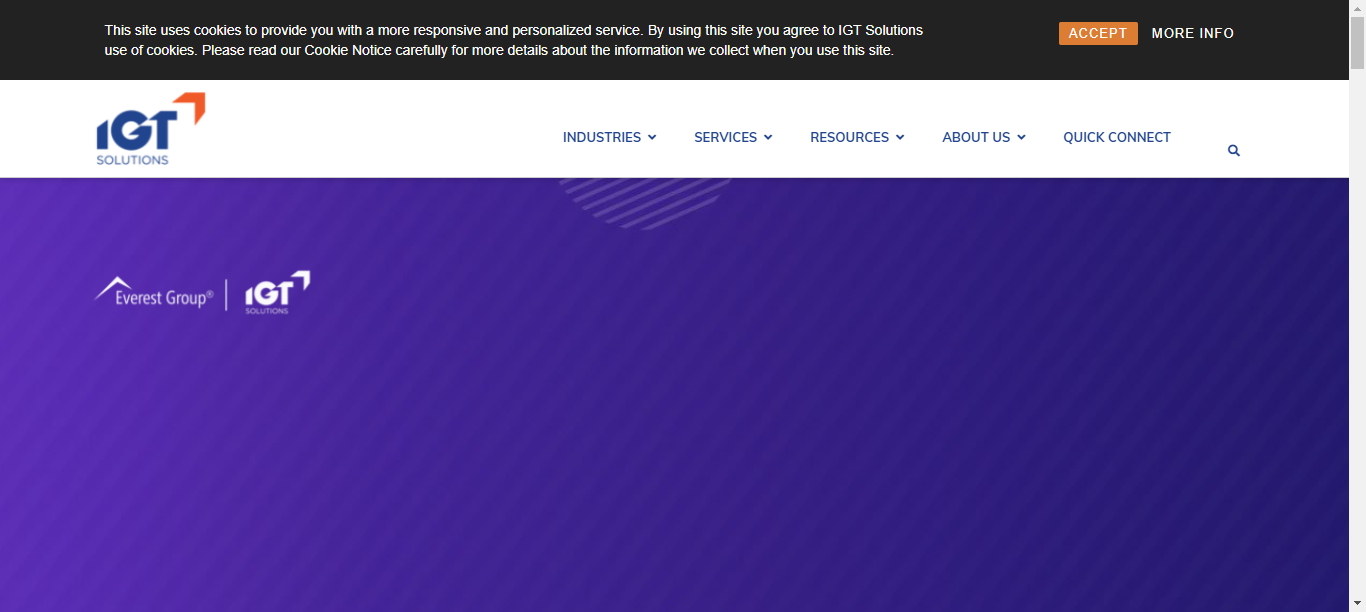 This site uses cookies to provide you with a more responsive and personalized service. By using this site you agree to IGT Solutions
use of cookies. Please read our Cookie Notice carefully for more details about the information we collect when you use this site.
ACCEPT
MORE INFO
IGT
SOLUTIONS
INDUSTRIES
SERVICES
RESOURCES
ABOUT US
QUICK CONNECT
Everest Group®
IGT
SOLUTIONS